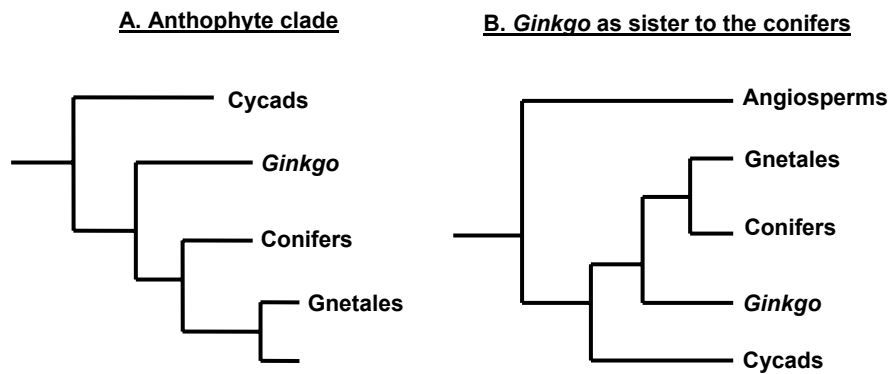 A. Anthophyte clade
Cycads
Ginkgo
Conifers
Gnetales
B. Ginkgo as sister to the conifers
Angiosperms
Gnetales
Conifers
Ginkgo
Cycads